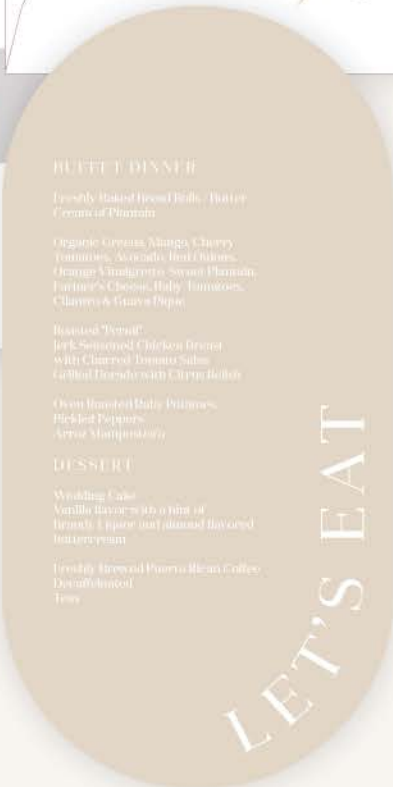 BUFFET DINNER
Freshly Baked Bread Rolls / Butter
Cream of Plantain
Organic Greens, Mango, Cherry
Tomatoes, Avocado, Red Onions,
Orange Vinaigrette, Sweet Plantain,
Farmer's Cheese, Baby Tomatoes,
Cilantro & Guava Pique
Roasted "Pernil"
Jerk Seasoned Chicken Breast
with Charred Tomato Salsa
Grilled Dorado with Citrus Relish
Oven Roasted Baby Potatoes
Pickled Peppers
Arroz Mamposteao
DESSERT
Wedding Cake
Vanilla flavor with a hint of
Brandy Liquor and almond flavored
buttercream
Freshly Brewed Puerto Rican Coffee
Decaffeinated
Teas
LET'S EAT